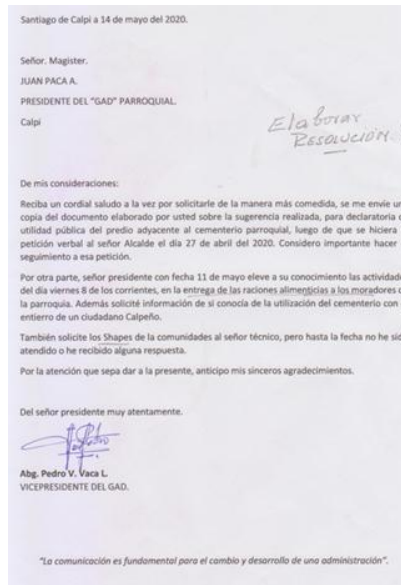 Santiago de Calpi a 14 de mayo del 2020.
Señor. Magister.
JUAN PACA A.
PRESIDENTE DEL "GAD" PARROQUIAL.
Calpi
Elaborar
RESOLUCIÓN.
De mis consideraciones:
Reciba un cordial saludo a la vez por solicitarle de la manera más comedida, se me envíe un
copia del documento elaborado por usted sobre la sugerencia realizada, para declaratoria
utilidad pública del predio adyacente al cementerio parroquial, luego de que se hiciera
petición verbal al señor Alcalde el día 27 de abril del 2020. Considero importante hacer
seguimiento a esa petición.
Por otra parte, señor presidente con fecha 11 de mayo eleve a su conocimiento las actividade
del día viernes 8 de los corrientes, en la entrega de las raciones alimenticias a los moradores
la parroquia. Además solicité información de si conocía de la utilización del cementerio con
entierro de un ciudadano Calpeño.
También solicite los Shapes de la comunidades al señor técnico, pero hasta la fecha no he sid
atendido o he recibido alguna respuesta.
Por la atención que sepa dar a la presente, anticipo mis sinceros agradecimientos.
Del señor presidente muy atentamente.
Abg. Pedro V. Vaca L.
VICEPRESIDENTE DEL GAD.
"La comunicación es fundamental para el cambio y desarrollo de una administración".